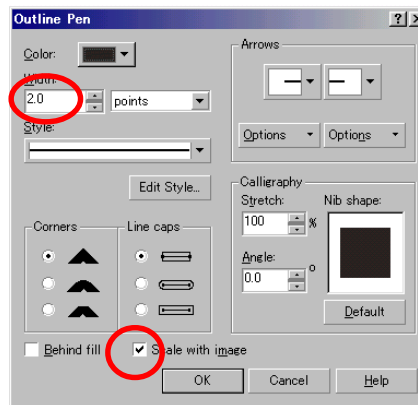 Outline Pen
Color:
Width:
2.0 points
Style:
Edit Style...
Corners
Line caps
Behind fill
Scale with image
Arrows
Options Options
Calligraphy
Stretch:
100 %
Angle:
0.0 °
Nib shape:
Default
OK Cancel Help